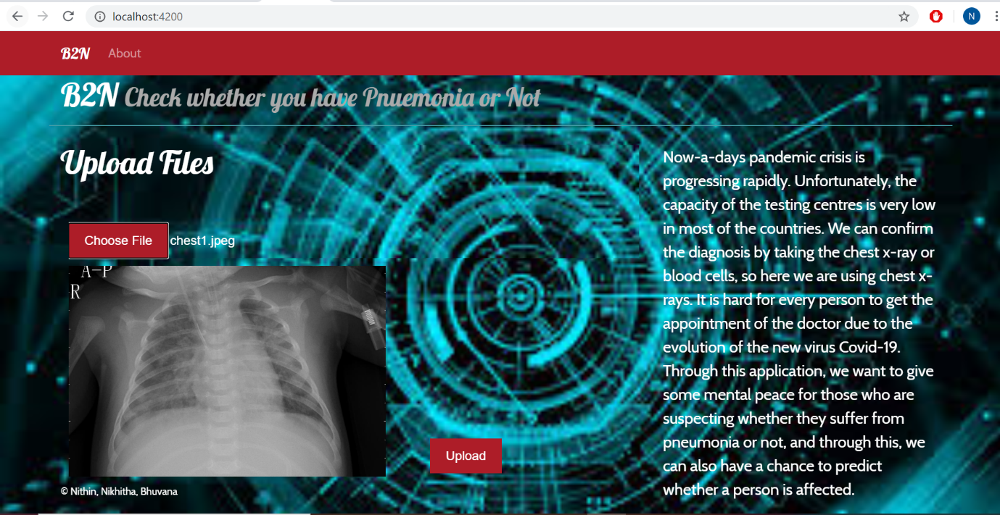 localhost:4200
N
B2N About
B2N Check whether you have Pnuemonia or Not
Upload Files
Choose File chest1.jpeg
A-P
R
Upload
© Nithin, Nikhitha, Bhuvana
Now-a-days pandemic crisis is
progressing rapidly. Unfortunately, the
capacity of the testing centres is very low
in most of the countries. We can confirm
the diagnosis by taking the chest x-ray or
blood cells, so here we are using chest x-
rays. It is hard for every person to get the
appointment of the doctor due to the
evolution of the new virus Covid-19.
Through this application, we want to give
some mental peace for those who are
suspecting whether they suffer from
pneumonia or not, and through this, we
can also have a chance to predict
whether a person is affected.